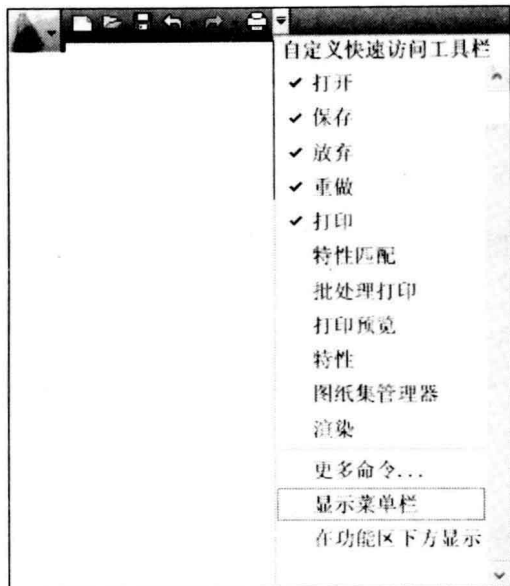 自定义快速访问工具栏
打开
保存
放弃
重做
打印
特性匹配
批处理打印
打印预览
特性
图纸集管理器
渲染
更多命令...
显示菜单栏
在功能区下方显示